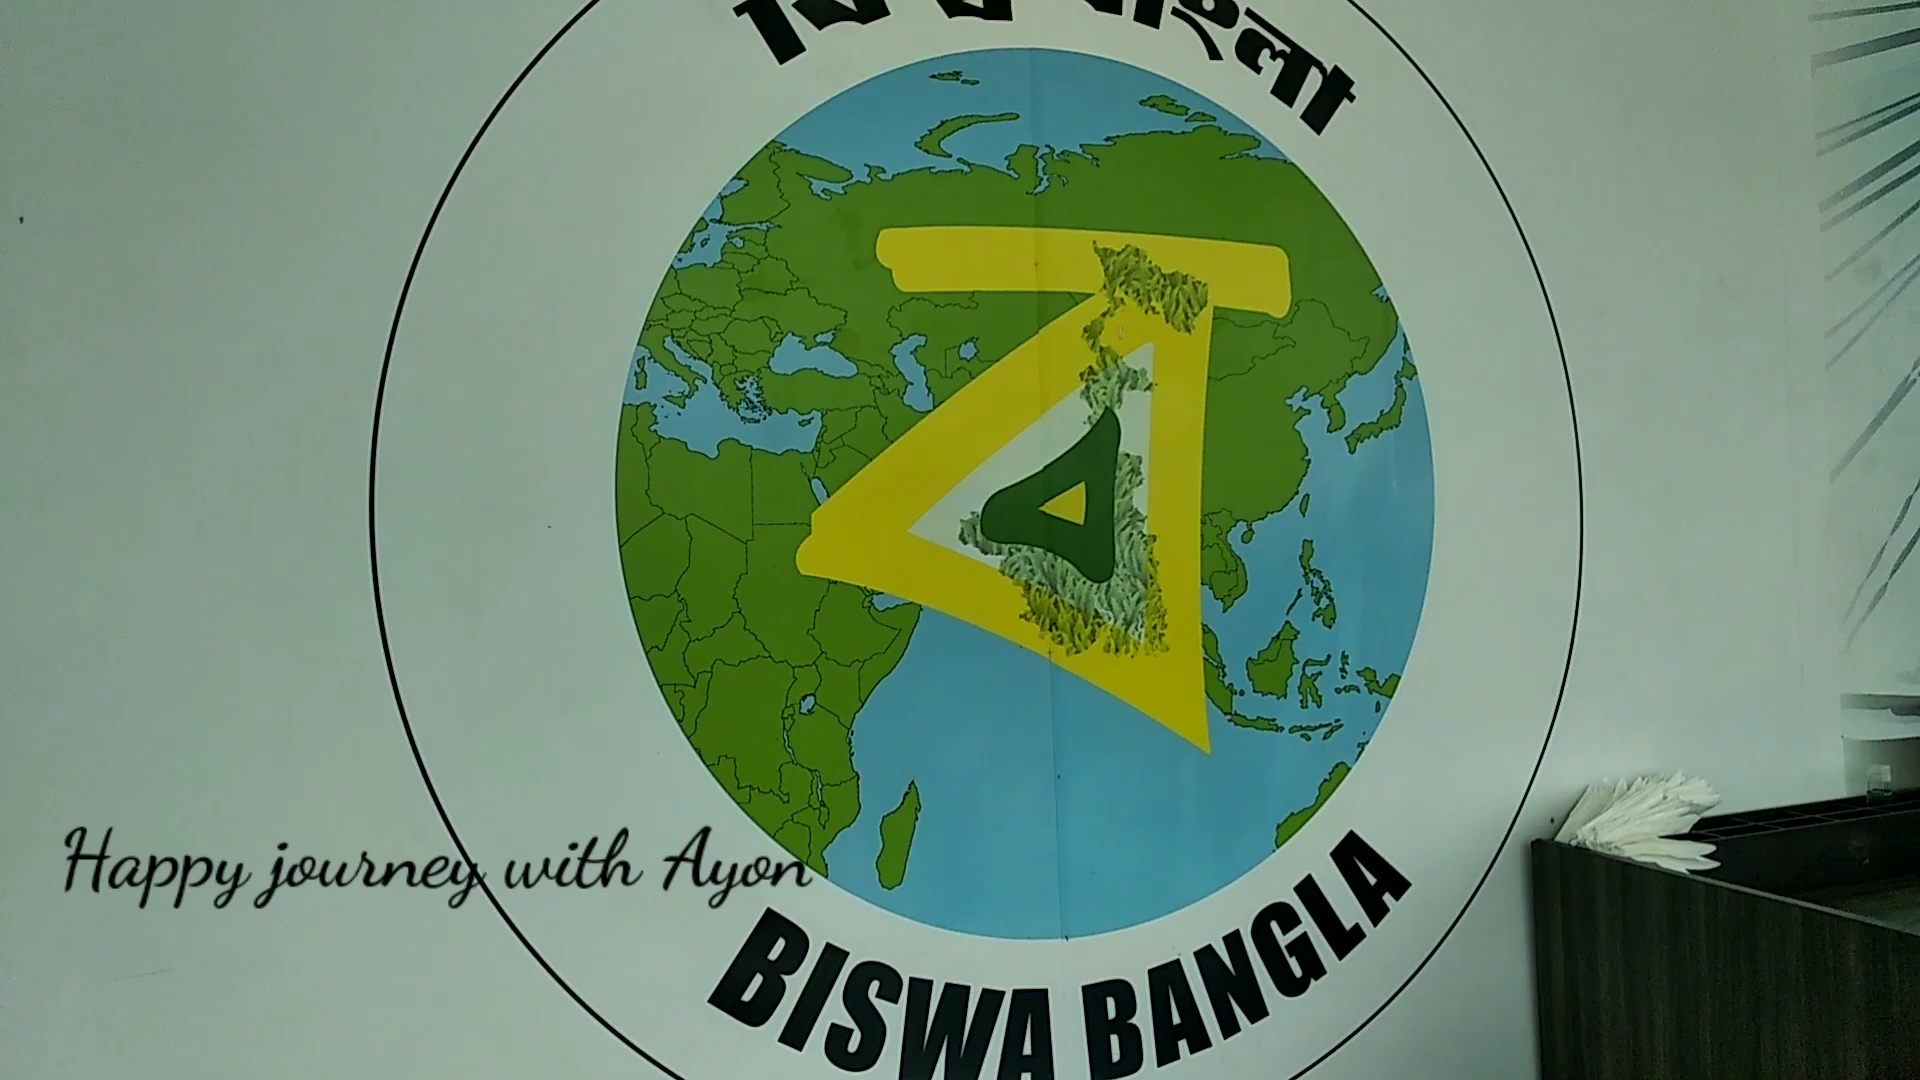 বাংলা
ব
Happy journey with Ayon
BISWA BANGLA